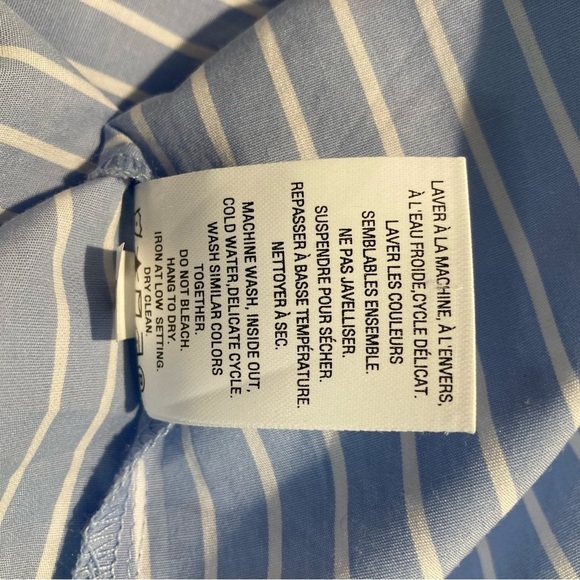 LAVER À LA MACHINE, À L'ENVERS,
À L'EAU FROIDE,CYCLE DÉLICAT.
LAVER LES COULEURS
SEMBLABLES ENSEMBLE.
NE PAS JAVELLISER.
SUSPENDRE POUR SÉCHER.
REPASSER À BASSE TEMPÉRATURE.
NETTOYER À SEC.
MACHINE WASH, INSIDE OUT,
COLD WATER,DELICATE CYCLE.
WASH SIMILAR COLORS
TOGETHER.
DO NOT BLEACH.
HANG TO DRY.
IRON AT LOW SETTING.
DRY CLEAN.